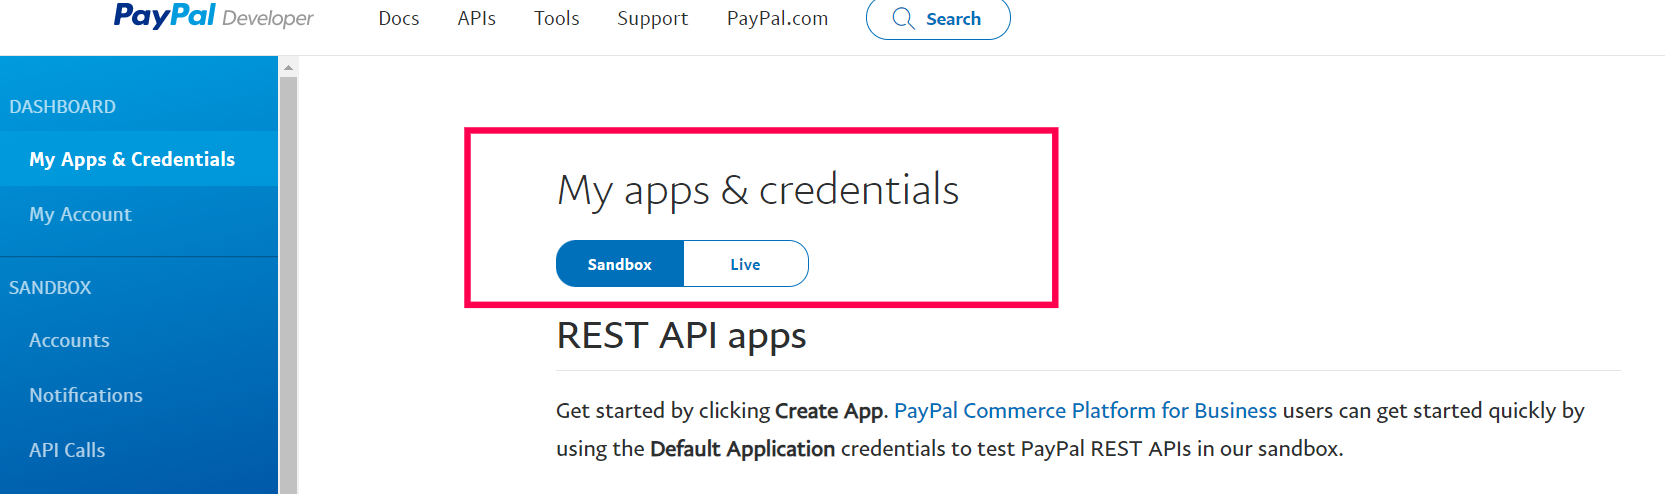 PayPal Developer
Docs
APIs
Tools
Support
PayPal.com
Search
DASHBOARD
My Apps & Credentials
My Account
SANDBOX
Accounts
Notifications
API Calls
My apps & credentials
Sandbox
Live
REST API apps
Get started by clicking Create App. PayPal Commerce Platform for Business users can get started quickly by
using the Default Application credentials to test PayPal REST APIs in our sandbox.